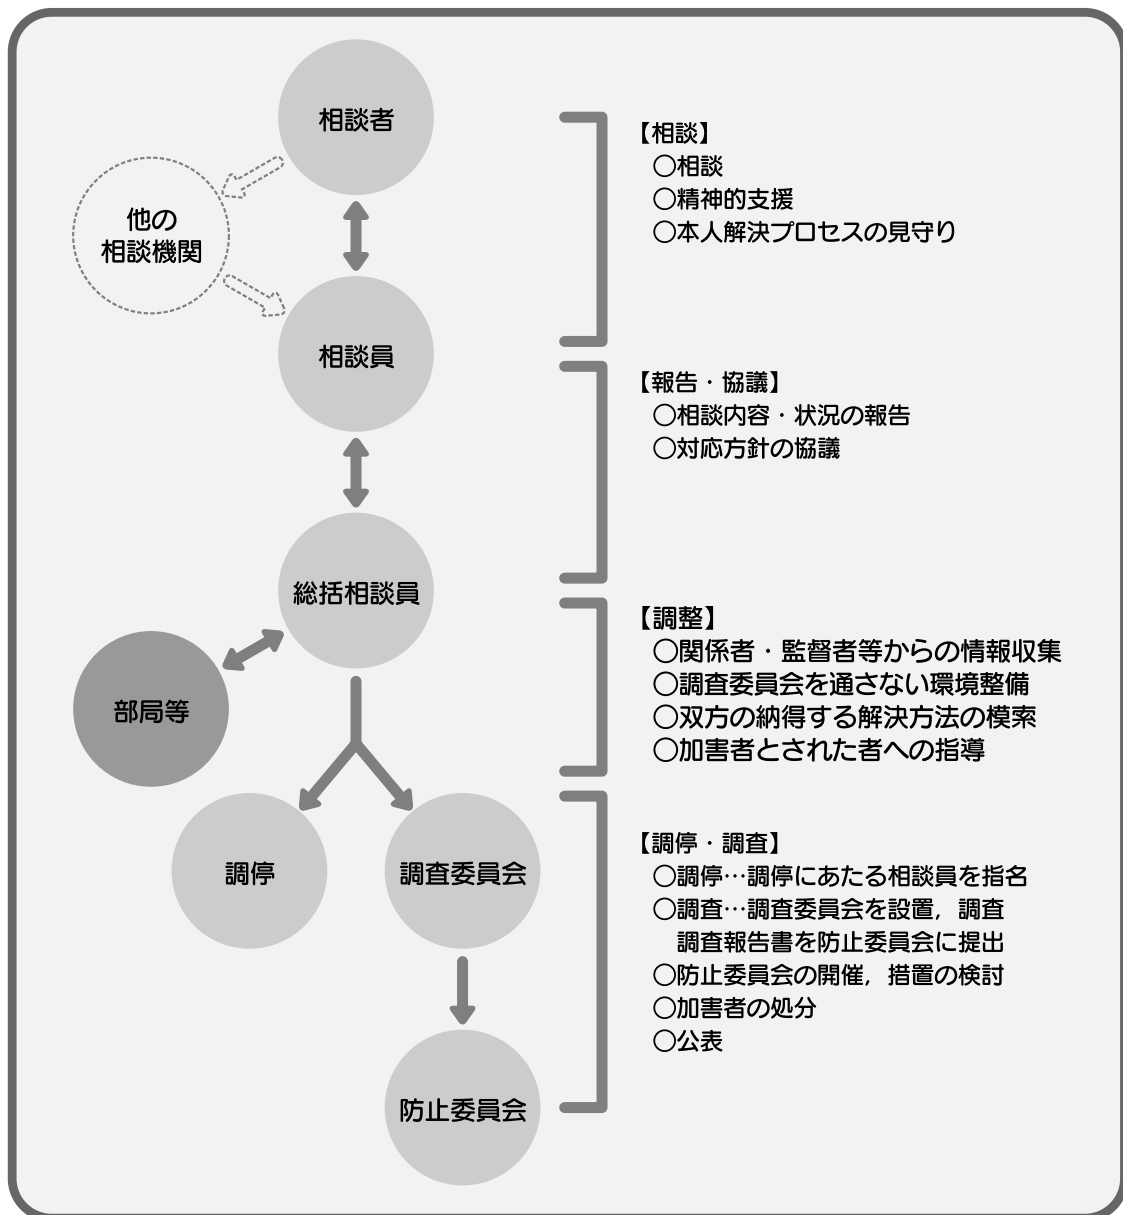 相談者
他の
相談機関
相談員
総括相談員
部局等
調停
調査委員会
防止委員会
【相談】
○相談
○精神的支援
○本人解決プロセスの見守り
【報告・協議】
○相談内容・状況の報告
○対応方針の協議
【調整】
○関係者・監督者等からの情報収集
○調査委員会を通さない環境整備
○双方の納得する解決方法の模索
○加害者とされた者への指導
【調停・調査】
○調停…調停にあたる相談員を指名
○調査…調査委員会を設置，調査
調査報告書を防止委員会に提出
○防止委員会の開催，措置の検討
○加害者の処分
○公表